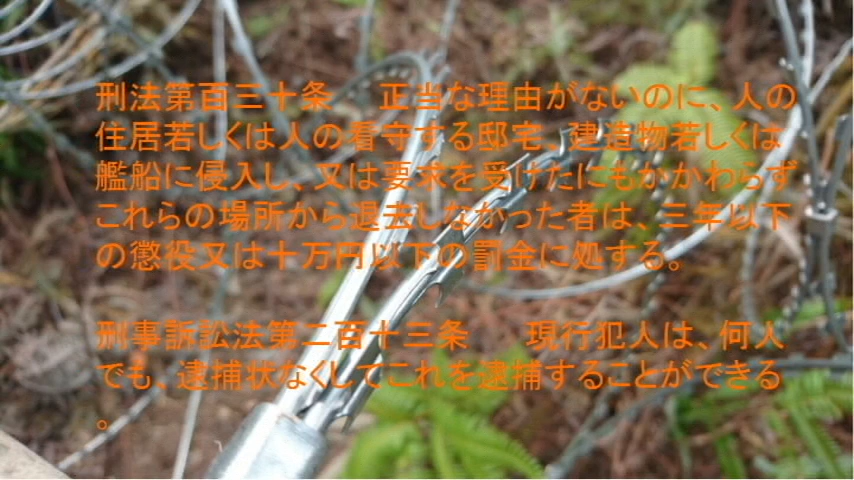 刑法第百三十条　　正当な理由がないのに、人の
住居若しくは人の看守する邸宅、建造物若しくは
艦船に侵入し、又は要求を受けたにもかかわらず
これらの場所から退去しなかった者は、三年以下
の懲役又は十万円以下の罰金に処する。
刑事訴訟法第二百十三条　　現行犯人は、何人
でも、逮捕状なくしてこれを逮捕することができる
。